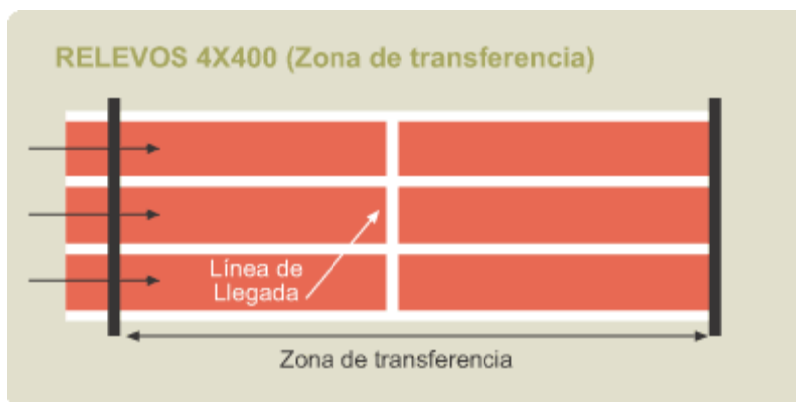 RELEVOS 4X400 (Zona de transferencia)
Línea de
Llegada
Zona de transferencia